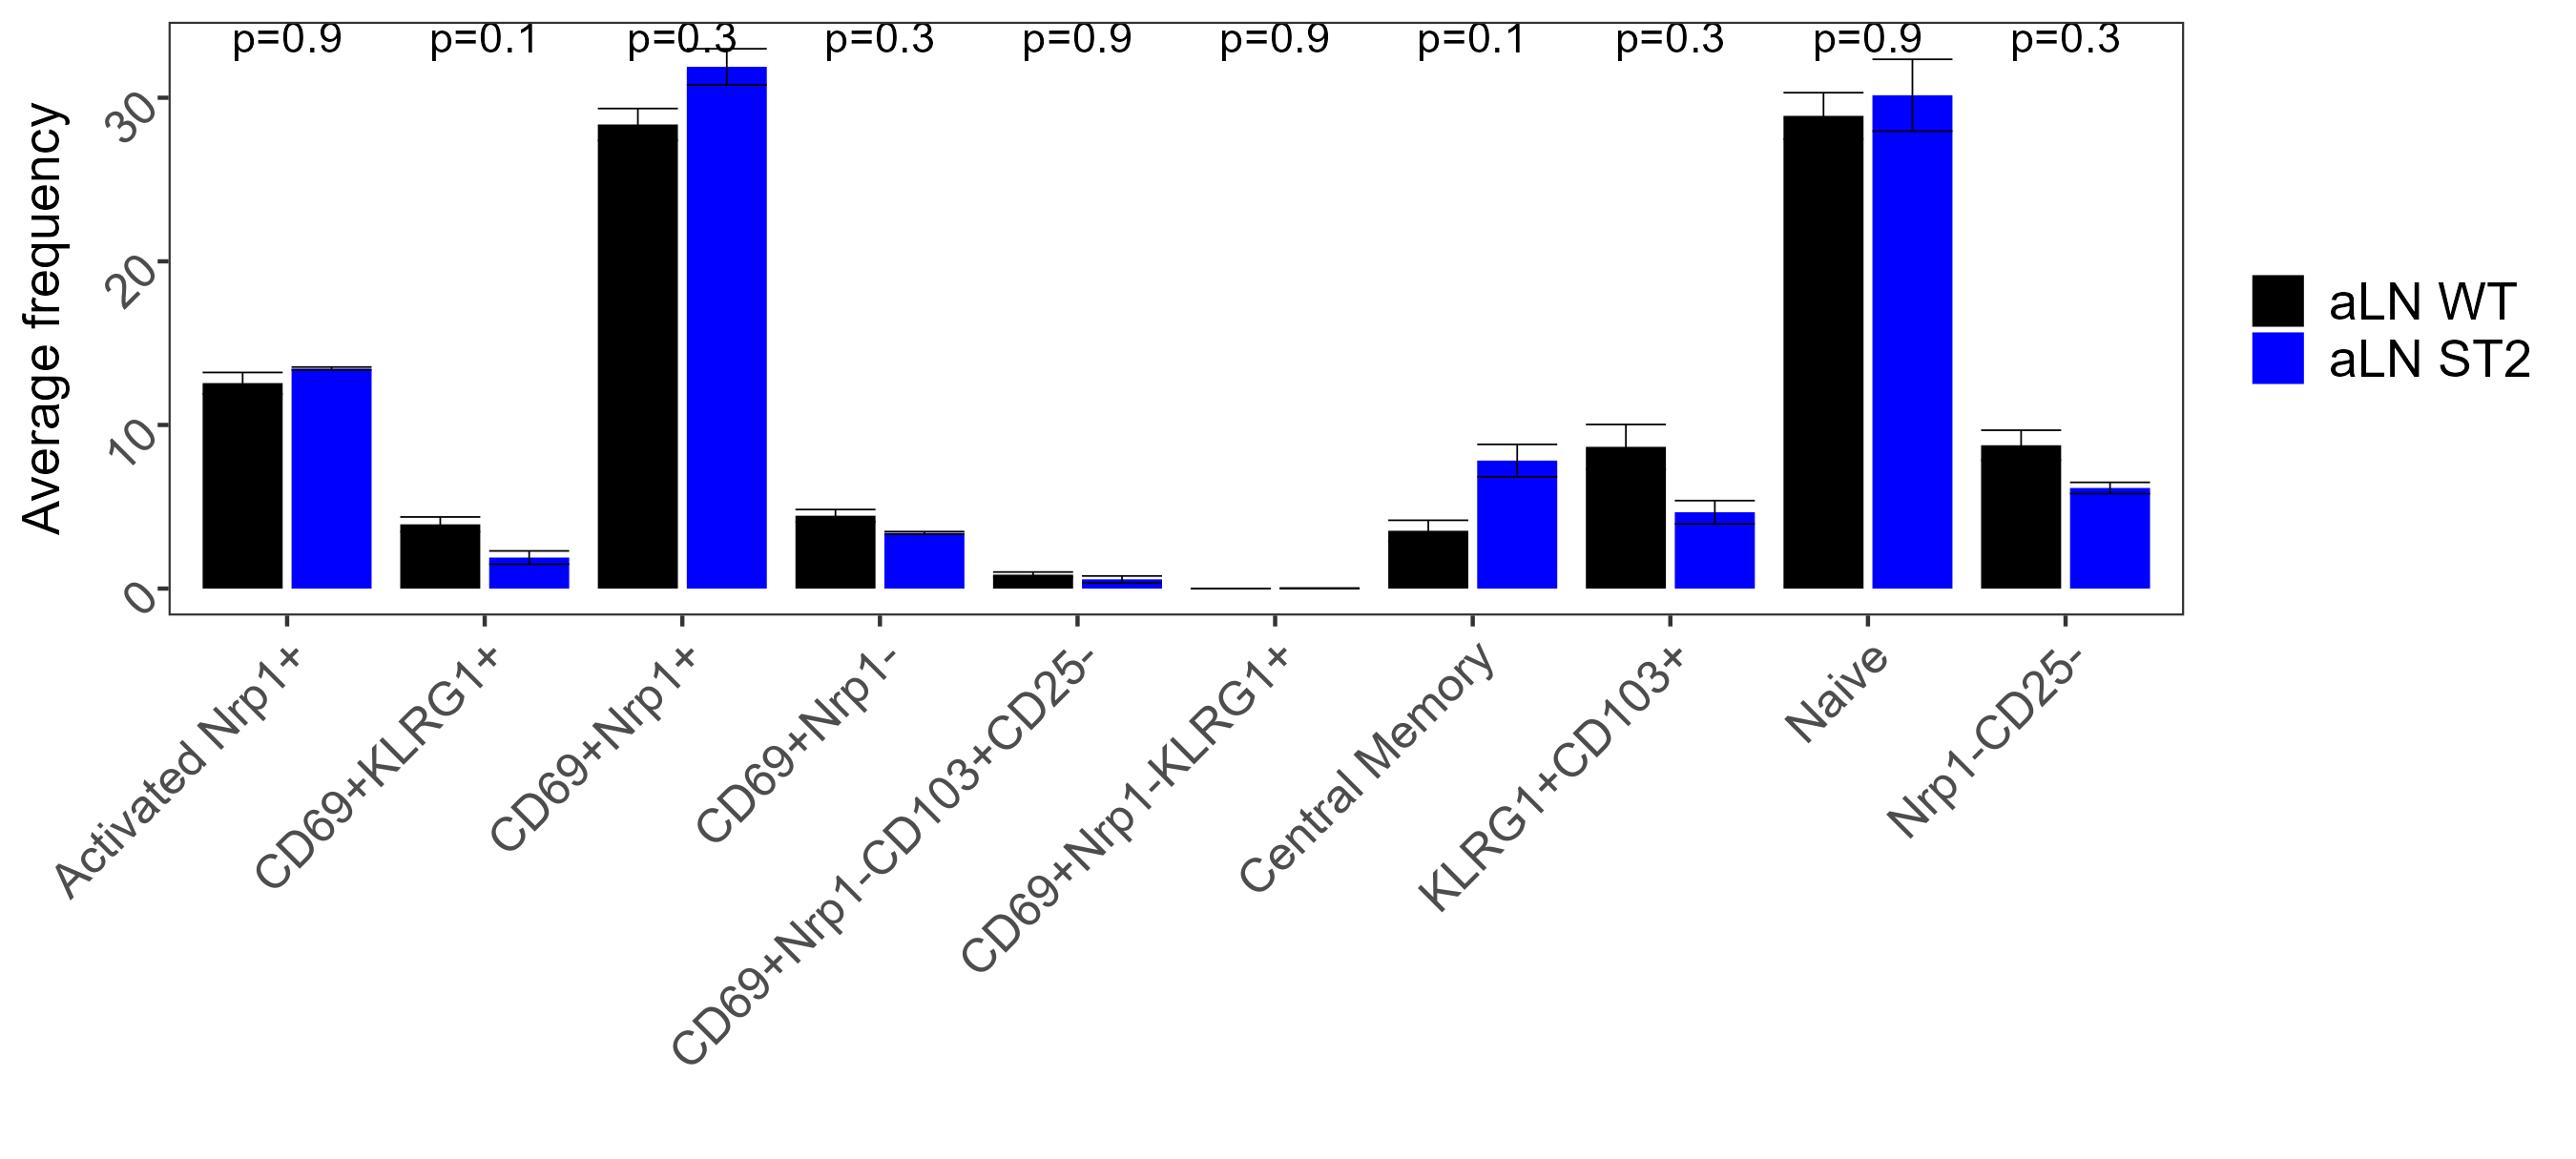 p=0.9 p=0.1 p=0.3 p=0.3 p=0.9 p=0.9 p=0.1 p=0.3 p=0.9 p=0.3
Average frequency
30
20
10
0
aLN WT
aLN ST2
Activated Nrp1+
CD69+KLRG1+
CD69+Nrp1+
CD69+Nrp1-
CD69+Nrp1-CD103+CD25-
CD69+Nrp1-KLRG1+
Central Memory
KLRG1+CD103+
Naive
Nrp1-CD25-